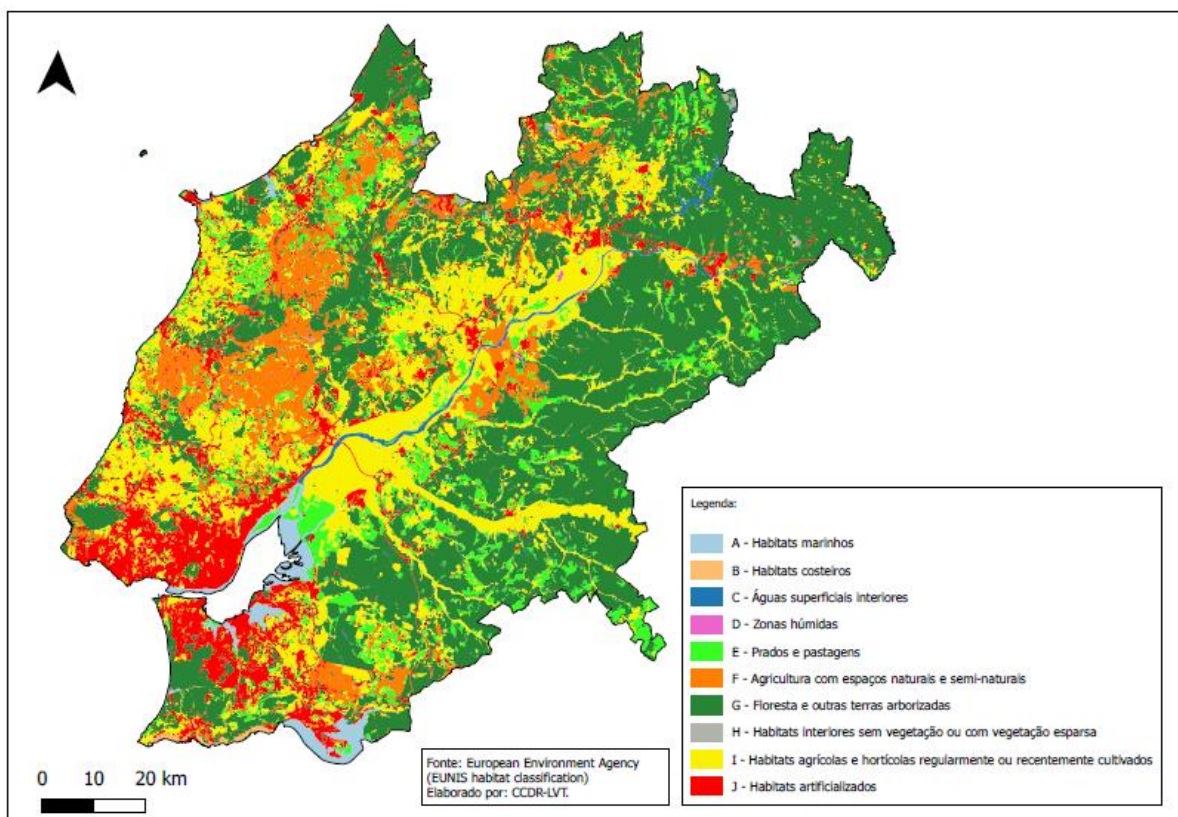 Legenda:
A - Habitats marinhos
B - Habitats costeiros
C - Águas superficiais interiores
D - Zonas húmidas
E - Prados e pastagens
F - Agricultura com espaços naturais e semi-naturais
G - Floresta e outras terras arborizadas
H - Habitats interiores sem vegetação ou com vegetação esparsa
I - Habitats agrícolas e hortícolas regularmente ou recentemente cultivados
J - Habitats artificializados
Fonte: European Environment Agency
(EUNIS habitat classification)
Elaborado por: CCDR-LVT.
0 10 20 km